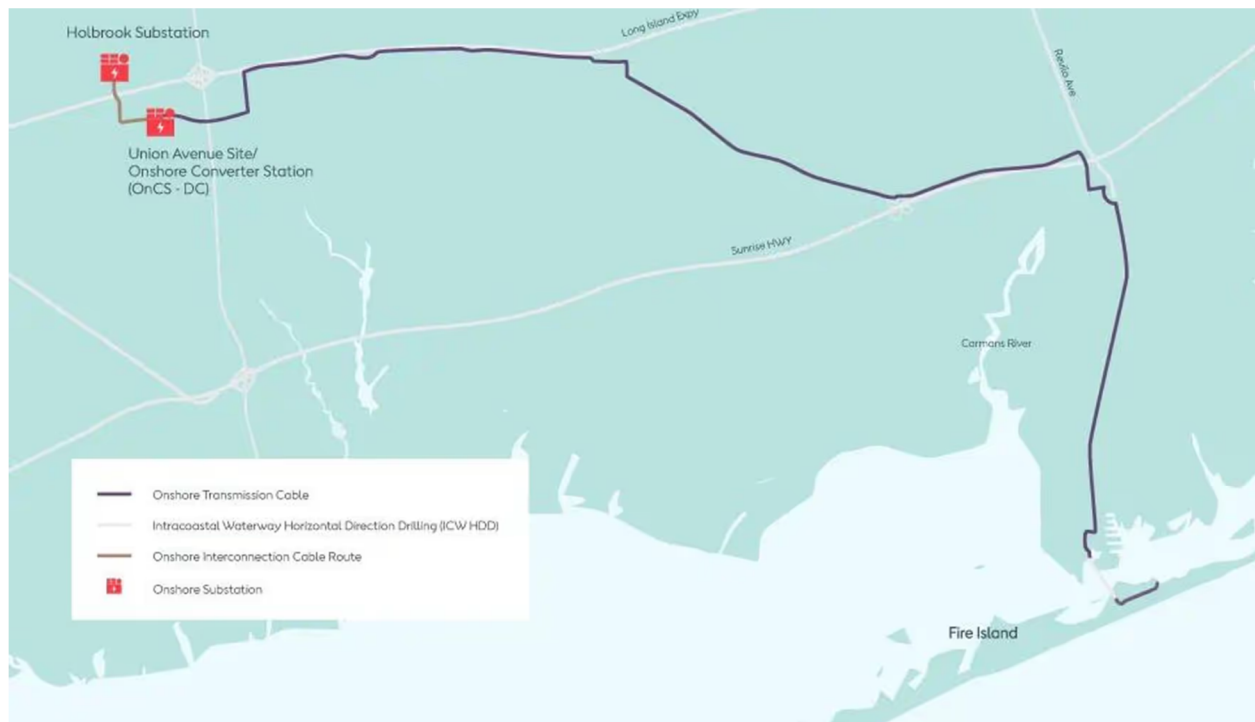 Holbrook Substation
Long Island Expy
Revilo Ave
Union Avenue Site/
Onshore Converter Station
(OnCS - DC)
Sunrise HWY
Carmans River
Onshore Transmission Cable
Intracoastal Waterway Horizontal Direction Drilling (ICW HDD)
Onshore Interconnection Cable Route
Onshore Substation
Fire Island